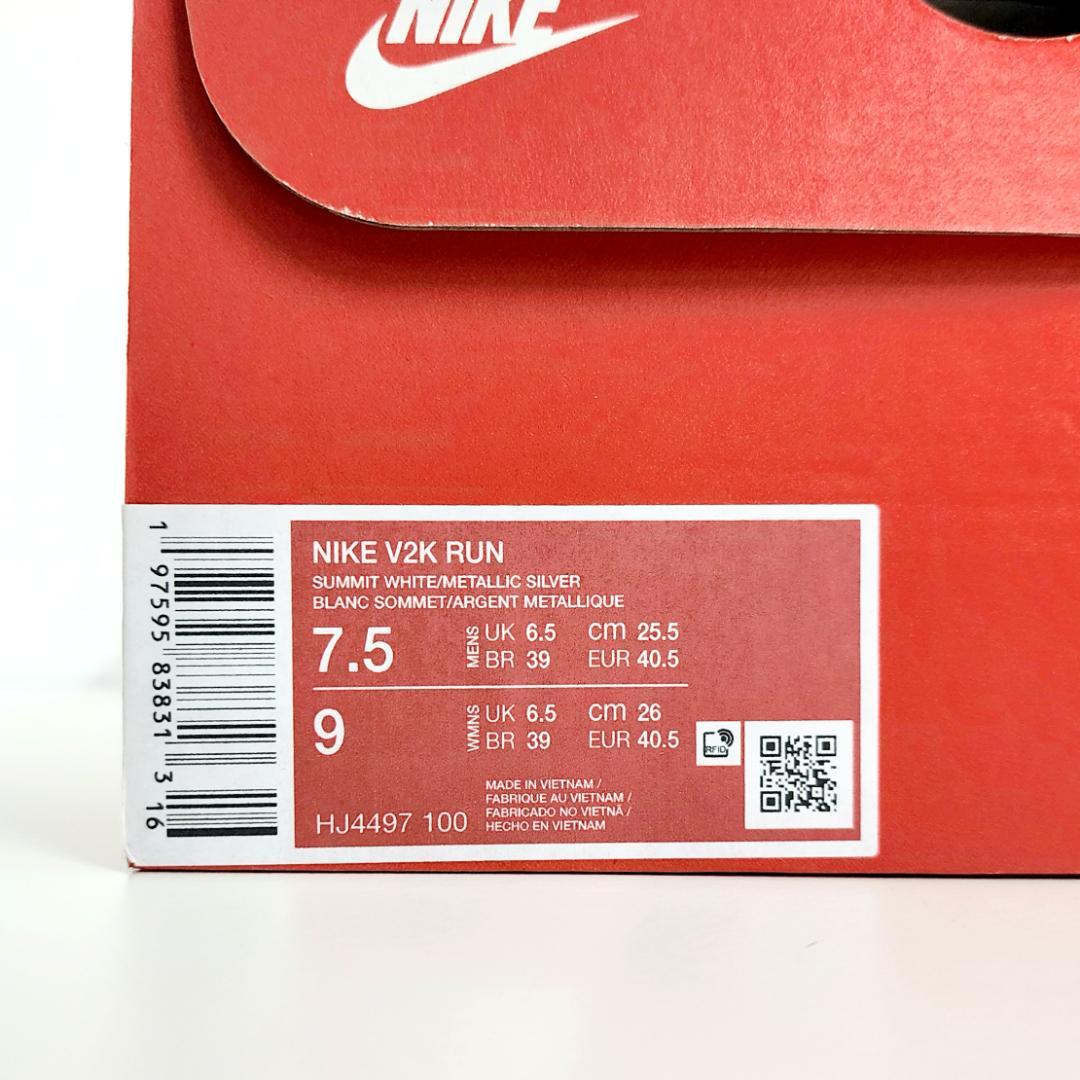 NIKE
1 97595 83831 3 16
NIKE V2K RUN
SUMMIT WHITE/METALLIC SILVER
BLANC SOMMET/ARGENT METALLIQUE
7.5 MENS UK 6.5 cm 25.5
BR 39 EUR 40.5
9 WMNS UK 6.5 cm 26
BR 39 EUR 40.5
RFID
MADE IN VIETNAM /
FABRIQUE AU VIETNAM /
FABRICADO NO VIETNÃ /
HJ4497 100 HECHO EN VIETNAM